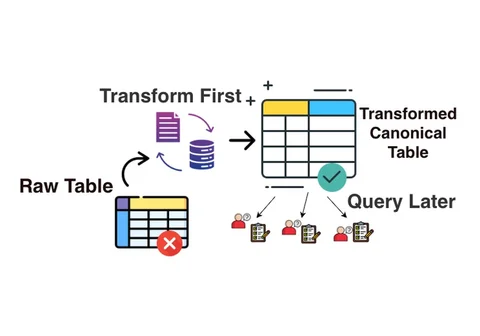 Raw Table
Transform First
Transformed
Canonical
Table
Query Later